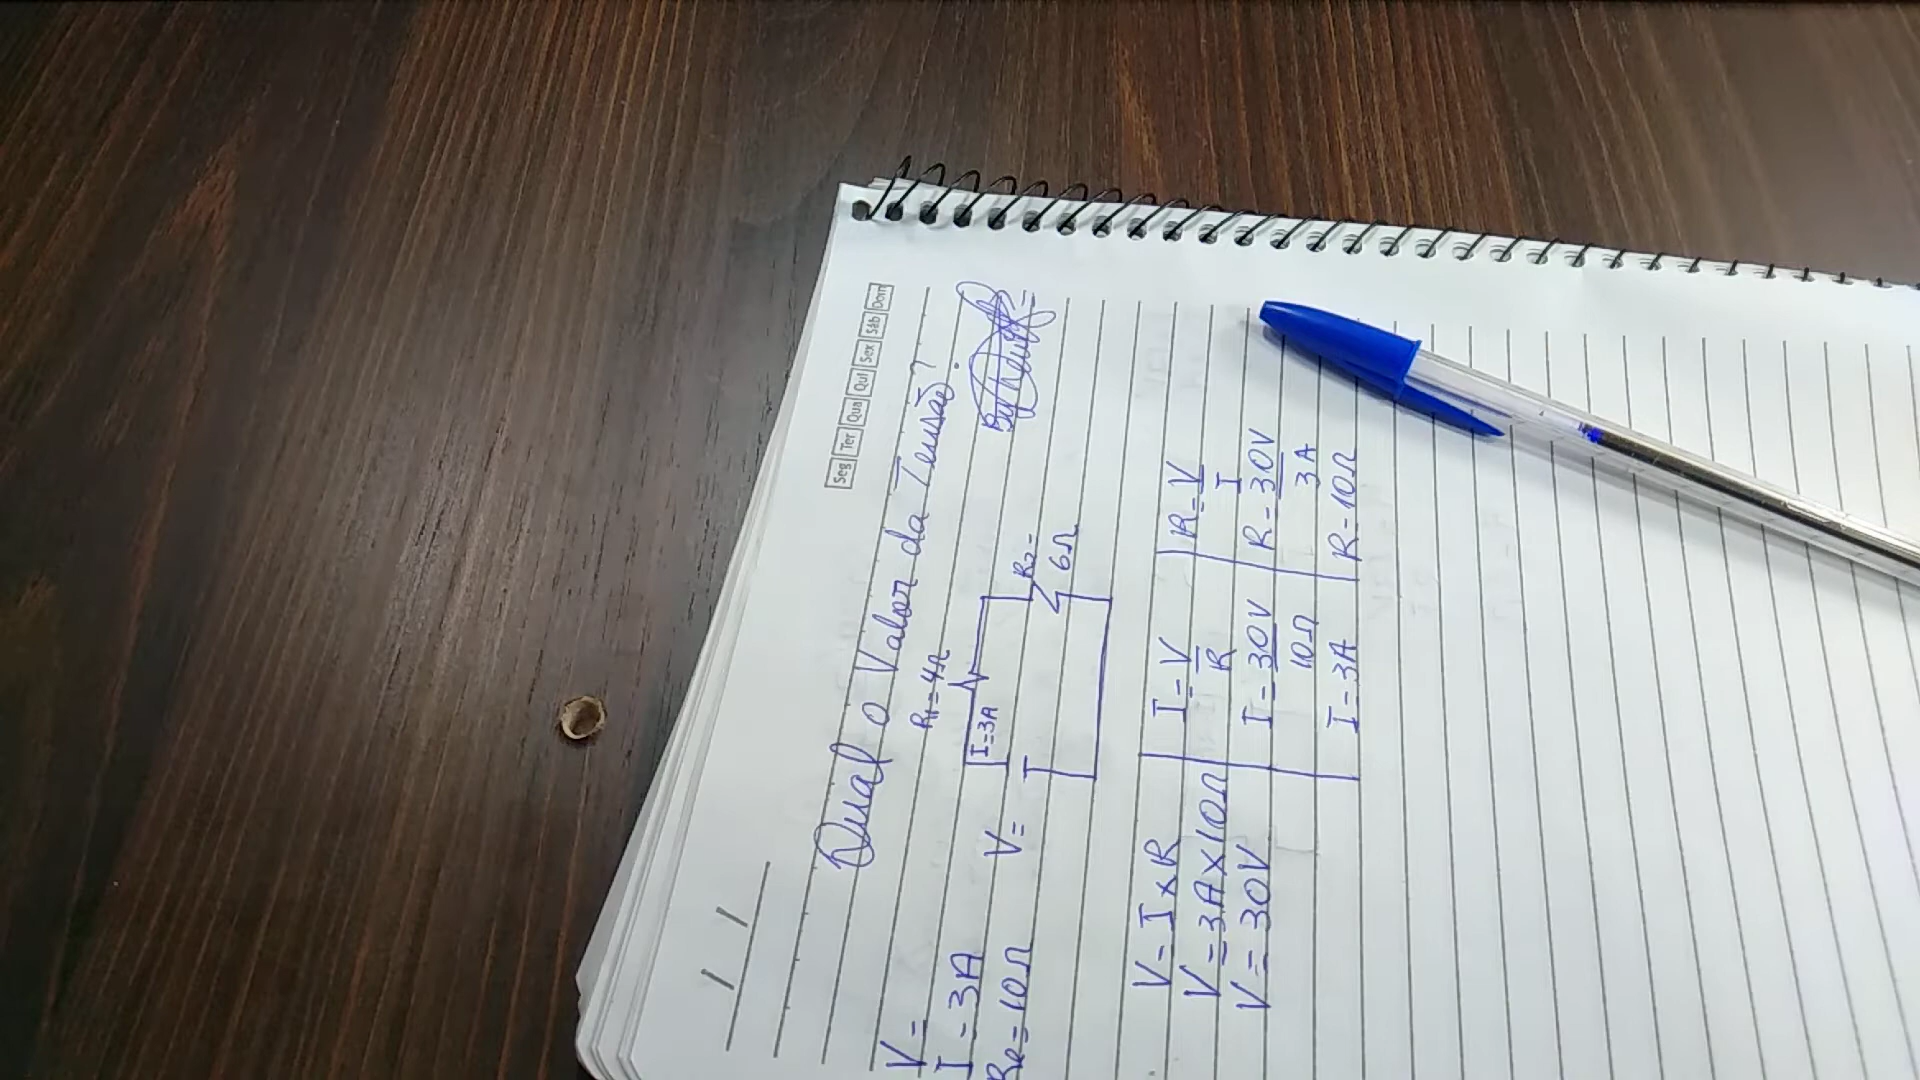 Seg Ter Qua Qui Sex Sáb Dom
/ /
Qual o Valor da Tensão?
V=
I=3A
Re=10Ω
R1=4Ω
I=3A
R2=
6Ω
V=
V=I×R
V=3A×10Ω
V=30V
I=V
R
I=30V
10Ω
I=3A
R=V
I
R=30V
3A
R=10Ω